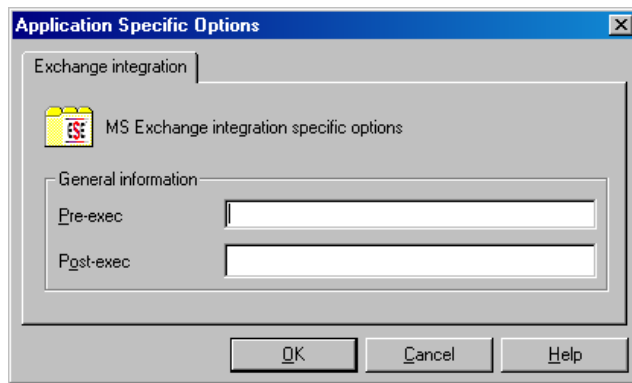 Application Specific Options
Exchange integration
ESE MS Exchange integration specific options
General information
Pre-exec
Post-exec
OK Cancel Help